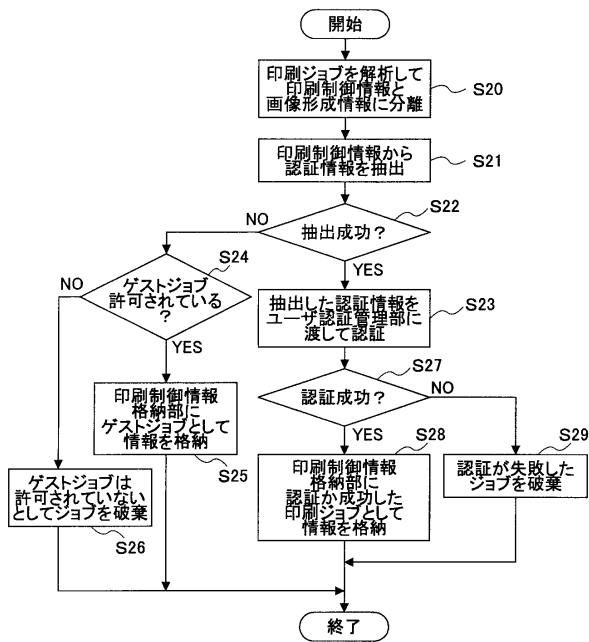 開始
印刷ジョブを解析して
印刷制御情報と
画像形成情報に分離
S20
印刷制御情報から
認証情報を抽出
S21
抽出成功？
S22
NO
YES
ゲストジョブ
許可されている
？
S24
NO
YES
抽出した認証情報を
ユーザ認証管理部に
渡して認証
S23
認証成功？
S27
NO
YES
印刷制御情報
格納部に
ゲストジョブとして
情報を格納
S25
印刷制御情報
格納部に
認証か成功した
印刷ジョブとして
情報を格納
S28
認証が失敗した
ジョブを破棄
S29
ゲストジョブは
許可されていない
としてジョブを破棄
S26
終了